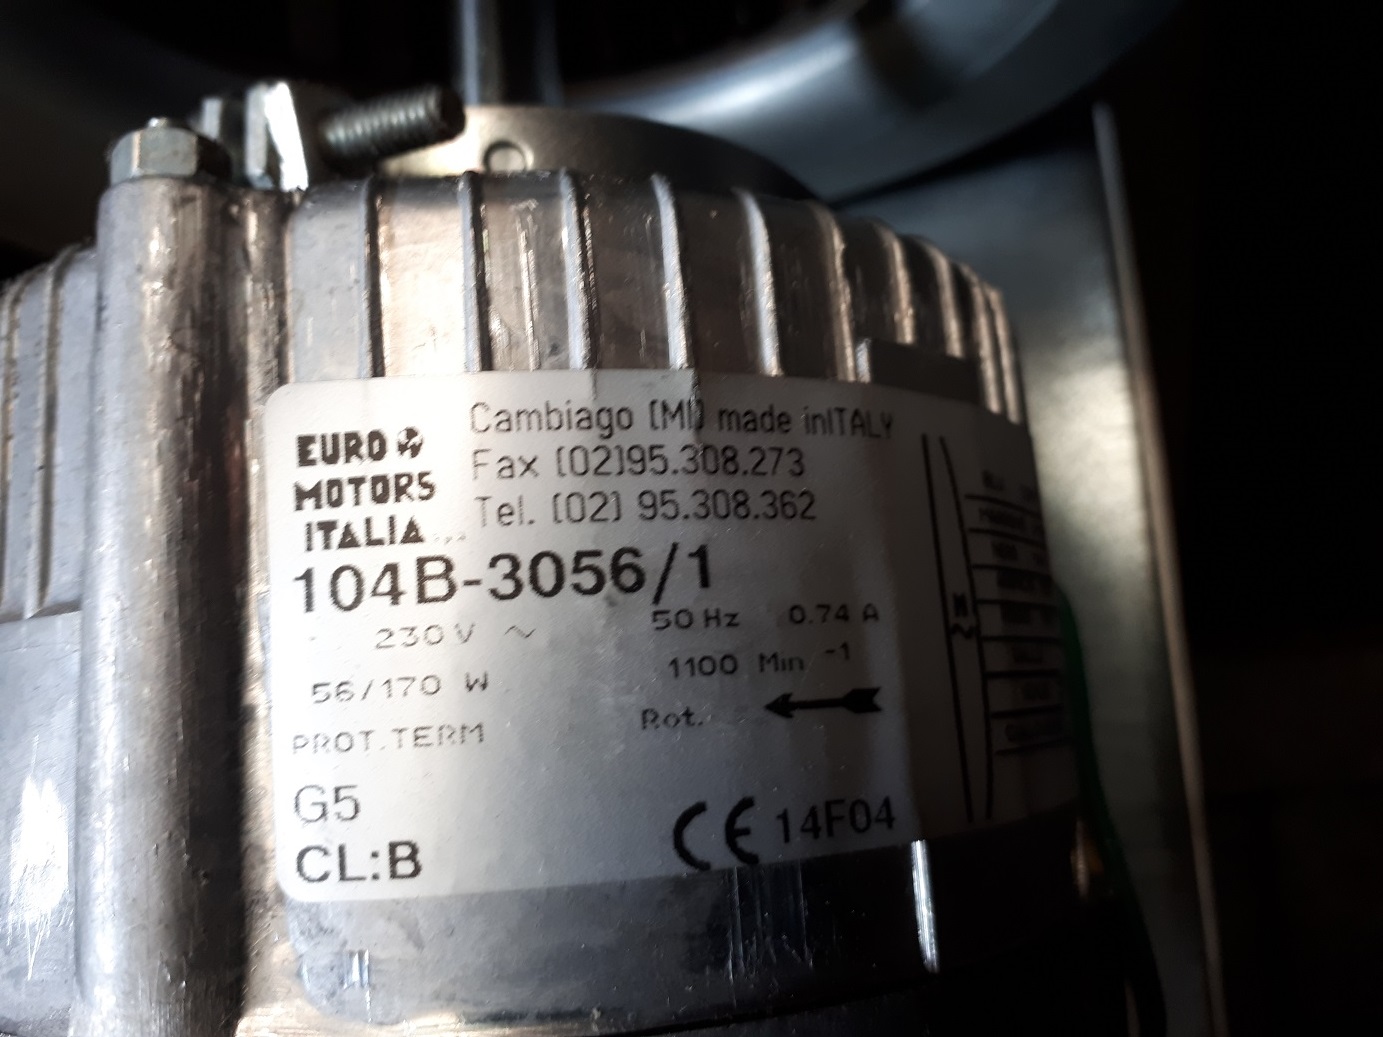 EURO
MOTORS
ITALIA
Cambiago (MI) made inITALY
Fax (02)95.308.273
Tel. (02) 95.308.362
104B-3056/1
230 V ~ 50 Hz 0.74 A
56/170 W 1100 Min -1
PROT.TERM Rot.
G5
CL:B CE 14F04
M
~